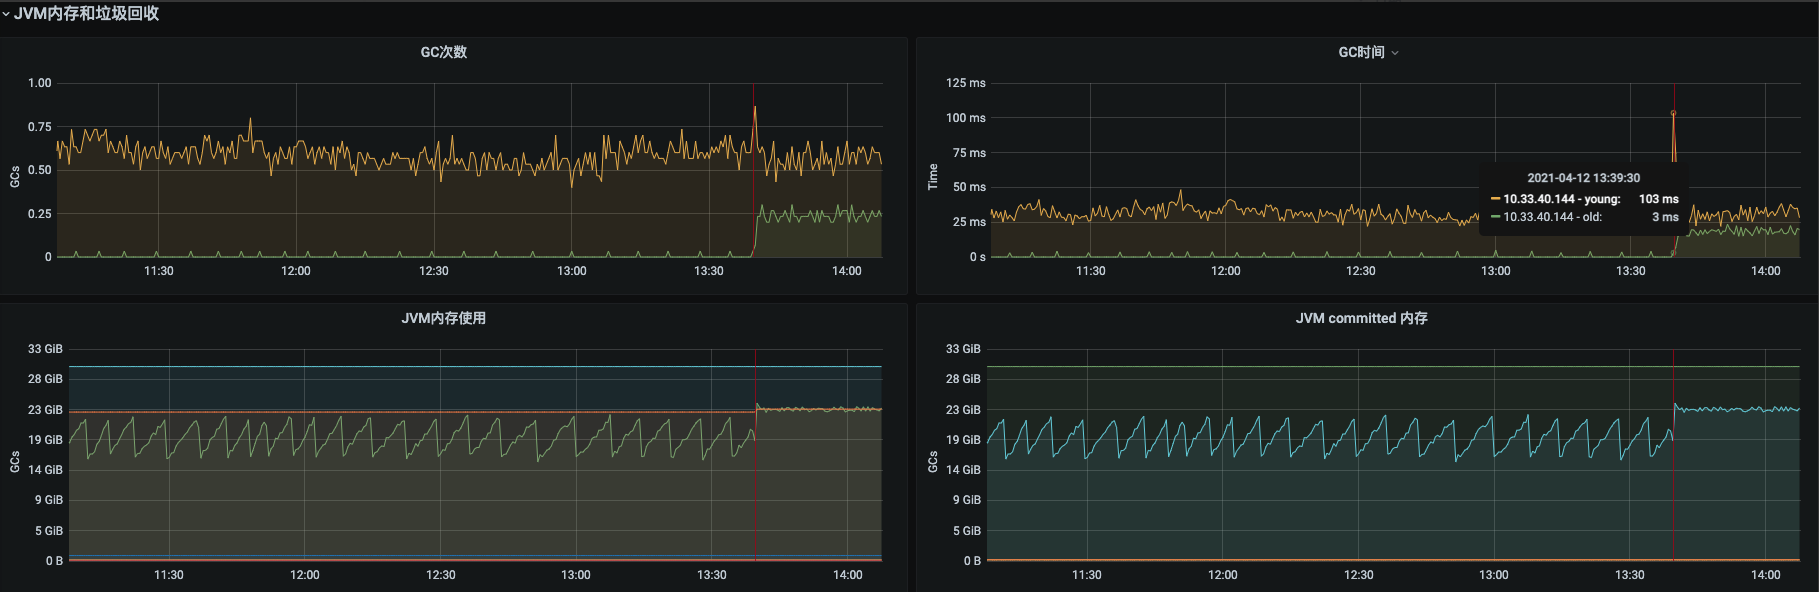 JVM内存和垃圾回收
GC次数
1.00
0.75
0.50
0.25
0
GCs
11:30 12:00 12:30 13:00 13:30 14:00
GC时间
125 ms
100 ms
75 ms
50 ms
25 ms
0 s
Time
11:30 12:00 12:30 13:00 13:30 14:00
2021-04-12 13:39:30
10.33.40.144 - young: 103 ms
10.33.40.144 - old: 3 ms
JVM内存使用
33 GiB
28 GiB
23 GiB
19 GiB
14 GiB
9 GiB
5 GiB
0 B
GCs
11:30 12:00 12:30 13:00 13:30 14:00
JVM committed 内存
33 GiB
28 GiB
23 GiB
19 GiB
14 GiB
9 GiB
5 GiB
0 B
GCs
11:30 12:00 12:30 13:00 13:30 14:00